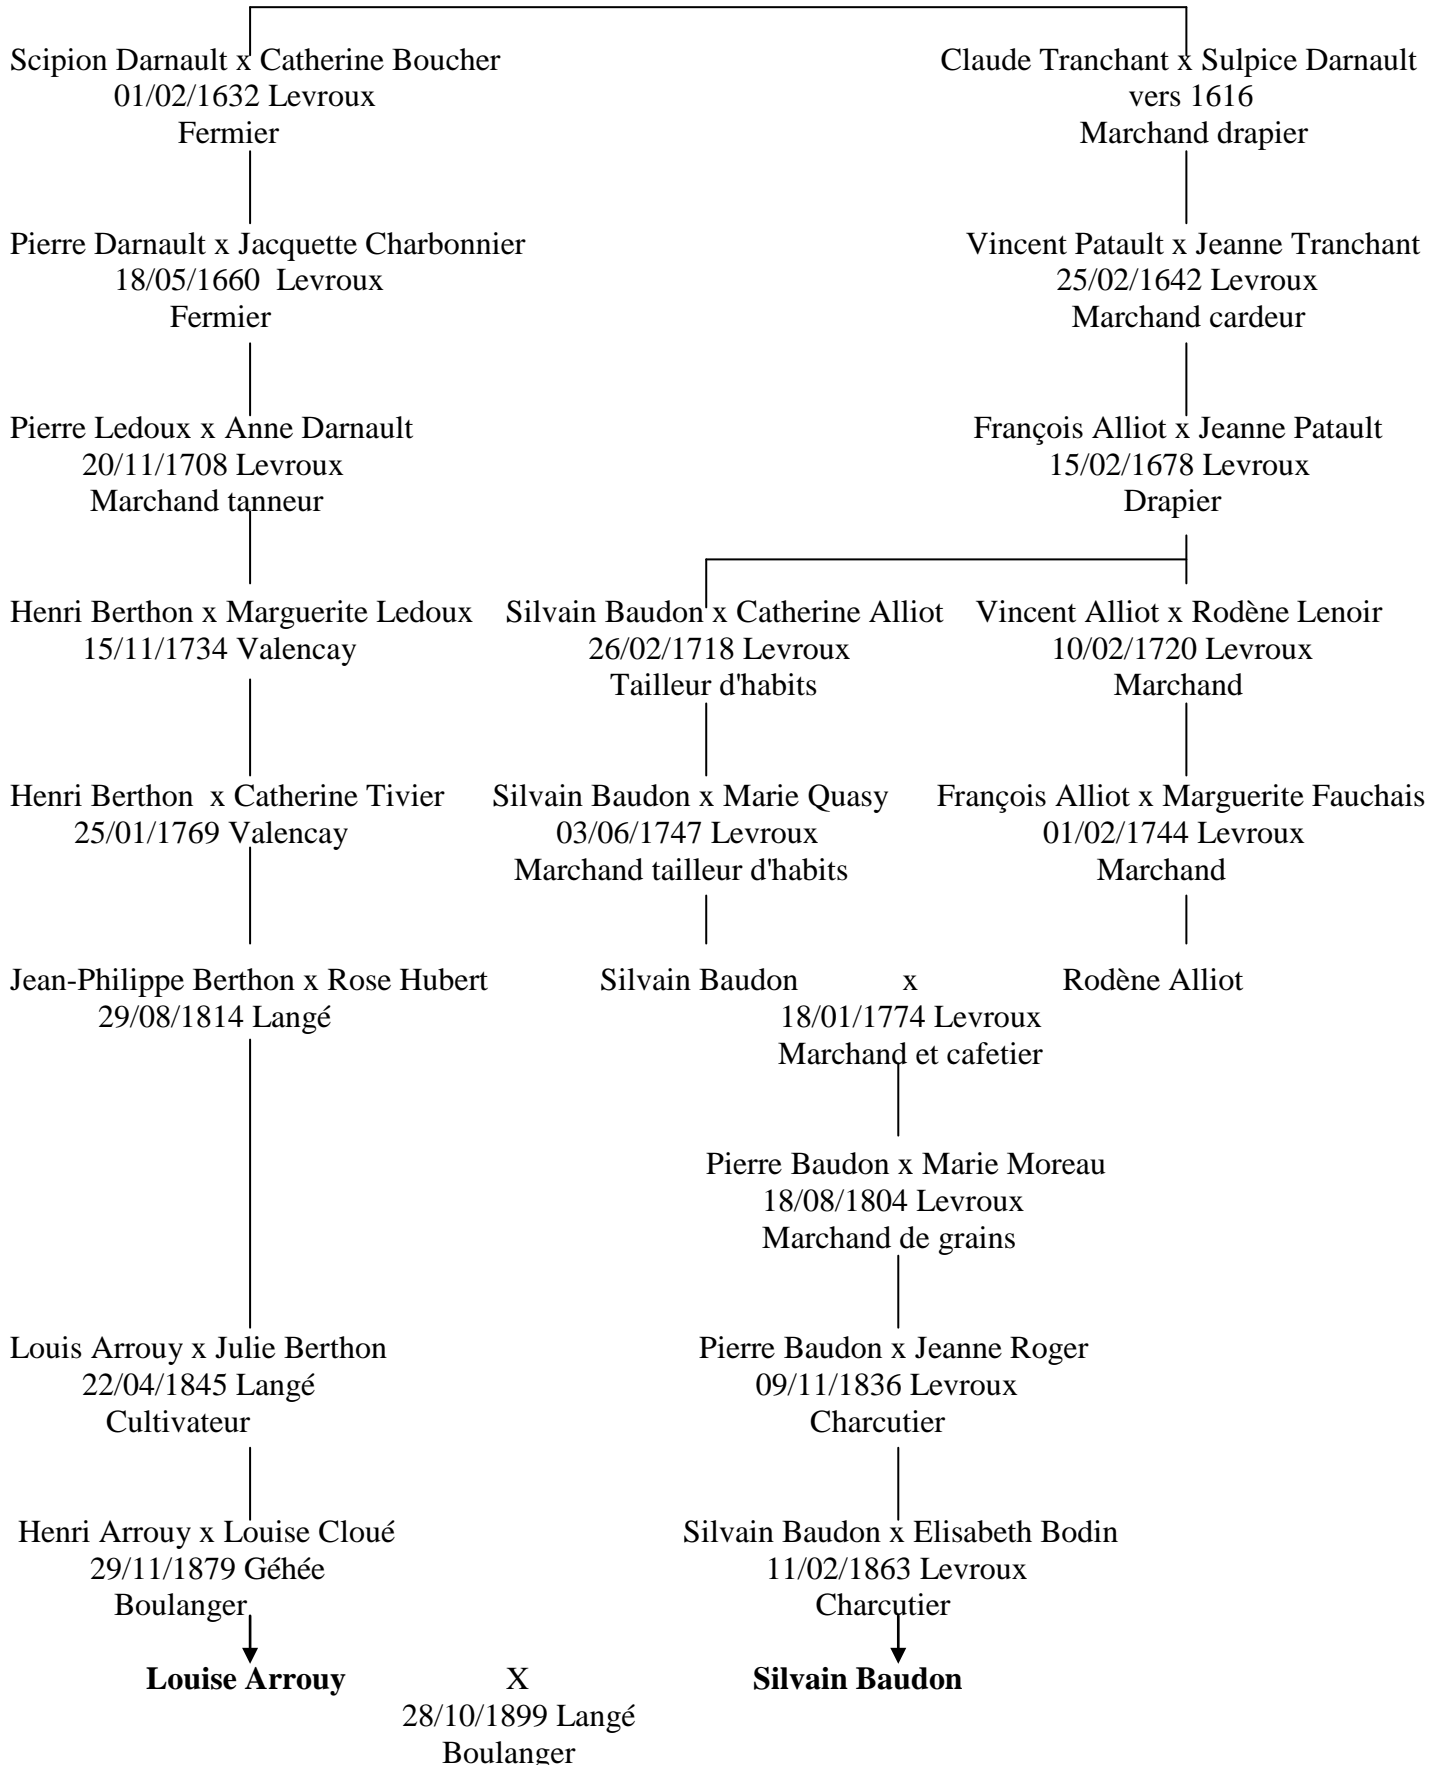 Scipion Darnault x Catherine Boucher
01/02/1632 Levroux
Fermier
Claude Tranchant x Sulpice Darnault
vers 1616
Marchand drapier
Pierre Darnault x Jacquette Charbonnier
18/05/1660 Levroux
Fermier
Vincent Patault x Jeanne Tranchant
25/02/1642 Levroux
Marchand cardeur
Pierre Ledoux x Anne Darnault
20/11/1708 Levroux
Marchand tanneur
François Alliot x Jeanne Patault
15/02/1678 Levroux
Drapier
Henri Berthon x Marguerite Ledoux
15/11/1734 Valencay
Silvain Baudon x Catherine Alliot
26/02/1718 Levroux
Tailleur d'habits
Vincent Alliot x Rodène Lenoir
10/02/1720 Levroux
Marchand
Henri Berthon x Catherine Tivier
25/01/1769 Valencay
Silvain Baudon x Marie Quasy
03/06/1747 Levroux
Marchand tailleur d'habits
François Alliot x Marguerite Fauchais
01/02/1744 Levroux
Marchand
Jean-Philippe Berthon x Rose Hubert
29/08/1814 Langé
Silvain Baudon x Rodène Alliot
18/01/1774 Levroux
Marchand et cafetier
Pierre Baudon x Marie Moreau
18/08/1804 Levroux
Marchand de grains
Louis Arrouy x Julie Berthon
22/04/1845 Langé
Cultivateur
Pierre Baudon x Jeanne Roger
09/11/1836 Levroux
Charcutier
Henri Arrouy x Louise Cloué
29/11/1879 Géhée
Boulanger
Silvain Baudon x Elisabeth Bodin
11/02/1863 Levroux
Charcutier
Louise Arrouy X Silvain Baudon
28/10/1899 Langé
Boulanger